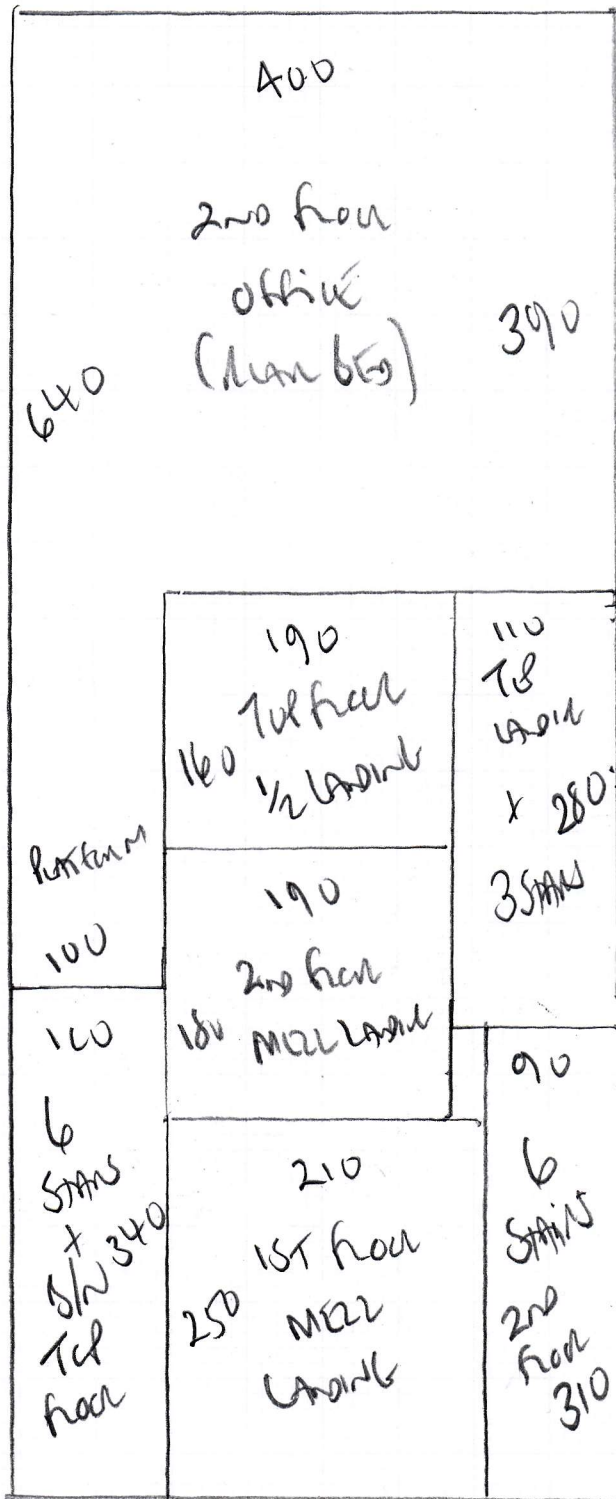 400
2ND FLOOR
OFFICE
390
640
190
TOP FLOOR
160
1/2 LANDING
110
TOP
LANDING
X 280
3 STAIRS
PLATFORM
100
190
2ND FLOOR
180 MEZZ LANDING
100
6
STAIRS
+
S/N 340
TOP
FLOOR
210
1ST FLOOR
250 MEZZ
LANDING
90
6
STAIRS
2ND
FLOOR
310